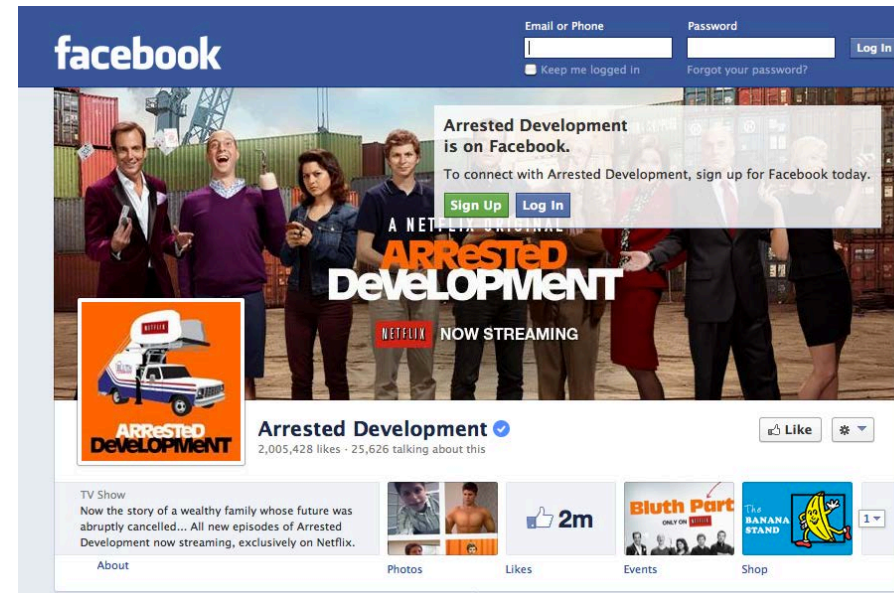 facebook
Email or Phone
Password
Keep me logged in
Forgot your password?
Log In
Arrested Development
is on Facebook.
To connect with Arrested Development, sign up for Facebook today.
Sign Up
Log In
A NETFLIX ORIGINAL
ARReSTeD
DeVeLOPMeNT
NETFLIX NOW STREAMING
NETFLIX
ARReSTeD
DeVeLOPMeNT
Arrested Development
2,005,428 likes · 25,626 talking about this
Like
TV Show
Now the story of a wealthy family whose future was
abruptly cancelled... All new episodes of Arrested
Development now streaming, exclusively on Netflix.
About
Photos
2m
Likes
Bluth Part
ONLY ON NETFLIX
Events
The
BANANA
STAND
Shop
1